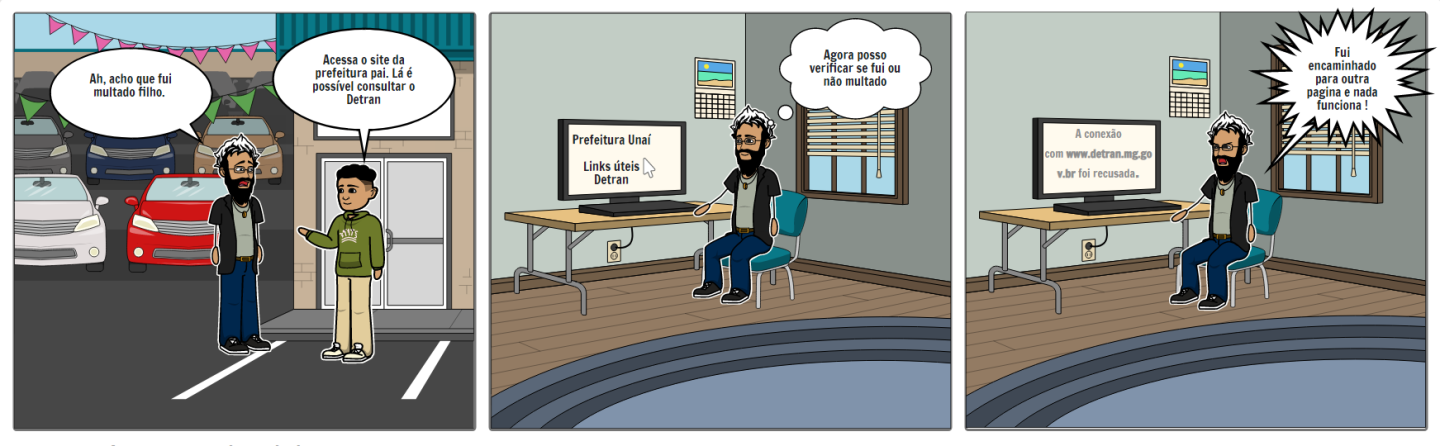 Ah, acho que fui
multado filho.
Acessa o site da
prefeitura pai. Lá é
possível consultar o
Detran
Agora posso
verificar se fui ou
não multado
Prefeitura Unaí
Links úteis
Detran
Fui
encaminhado
para outra
pagina e nada
funciona !
A conexão
com www.detran.mg.go
v.br foi recusada.